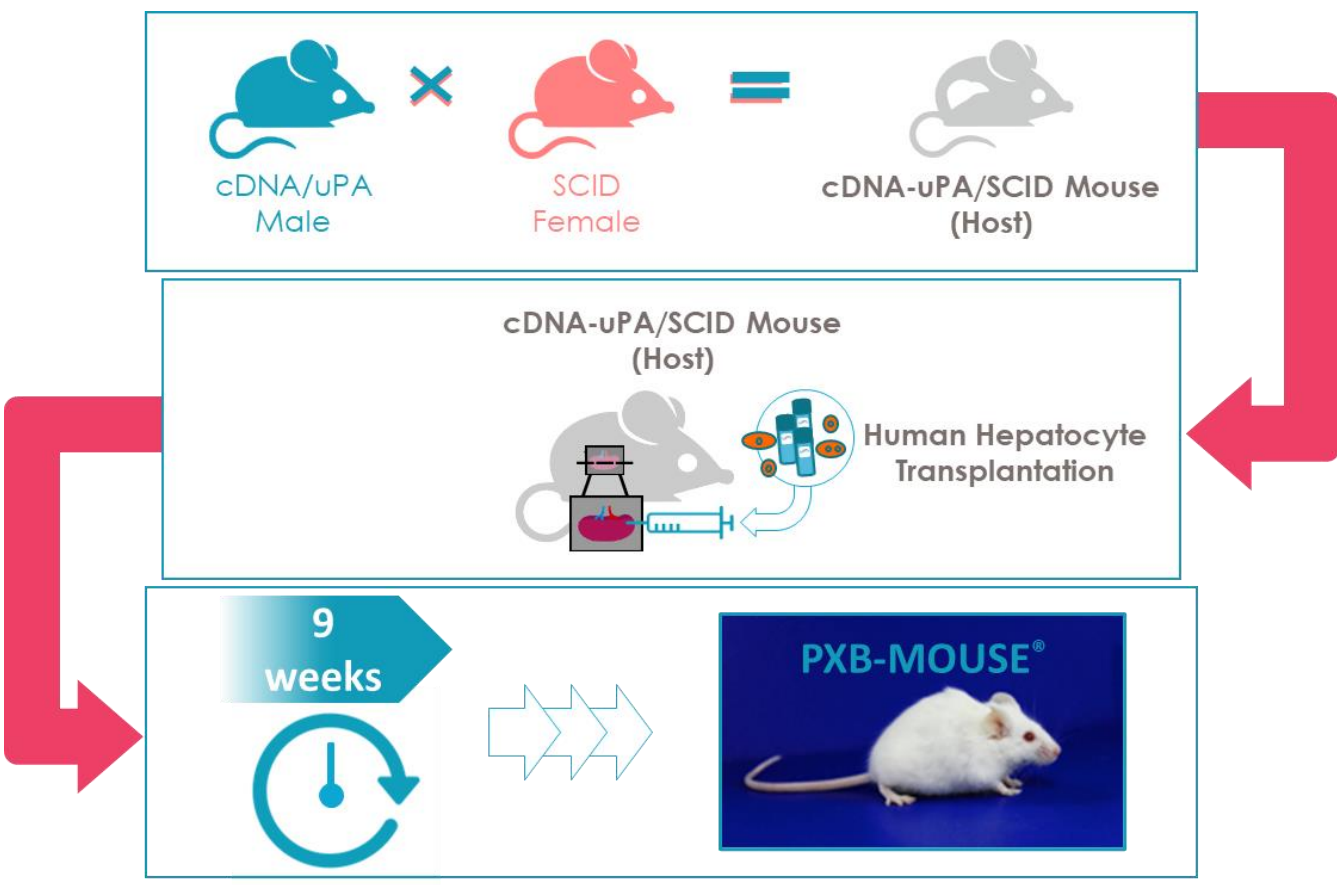 cDNA/uPA
Male
SCID
Female
cDNA-uPA/SCID Mouse
(Host)
cDNA-uPA/SCID Mouse
(Host)
Human Hepatocyte
Transplantation
9
weeks
PXB-MOUSE®